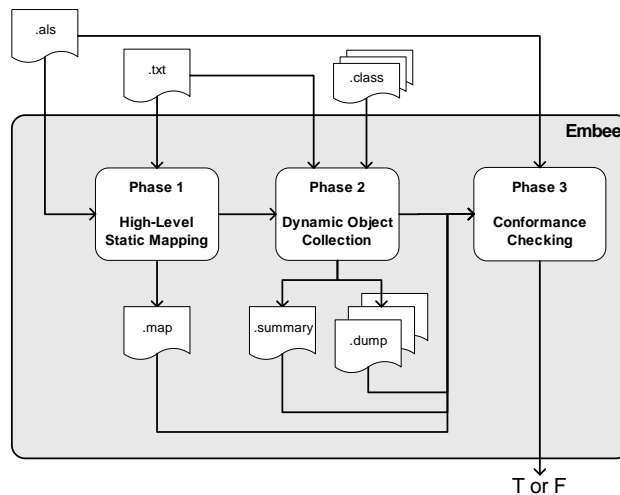 .als
.txt
.class
Embee
Phase 1
High-Level
Static Mapping
Phase 2
Dynamic Object
Collection
Phase 3
Conformance
Checking
.map
.summary
.dump
T or F